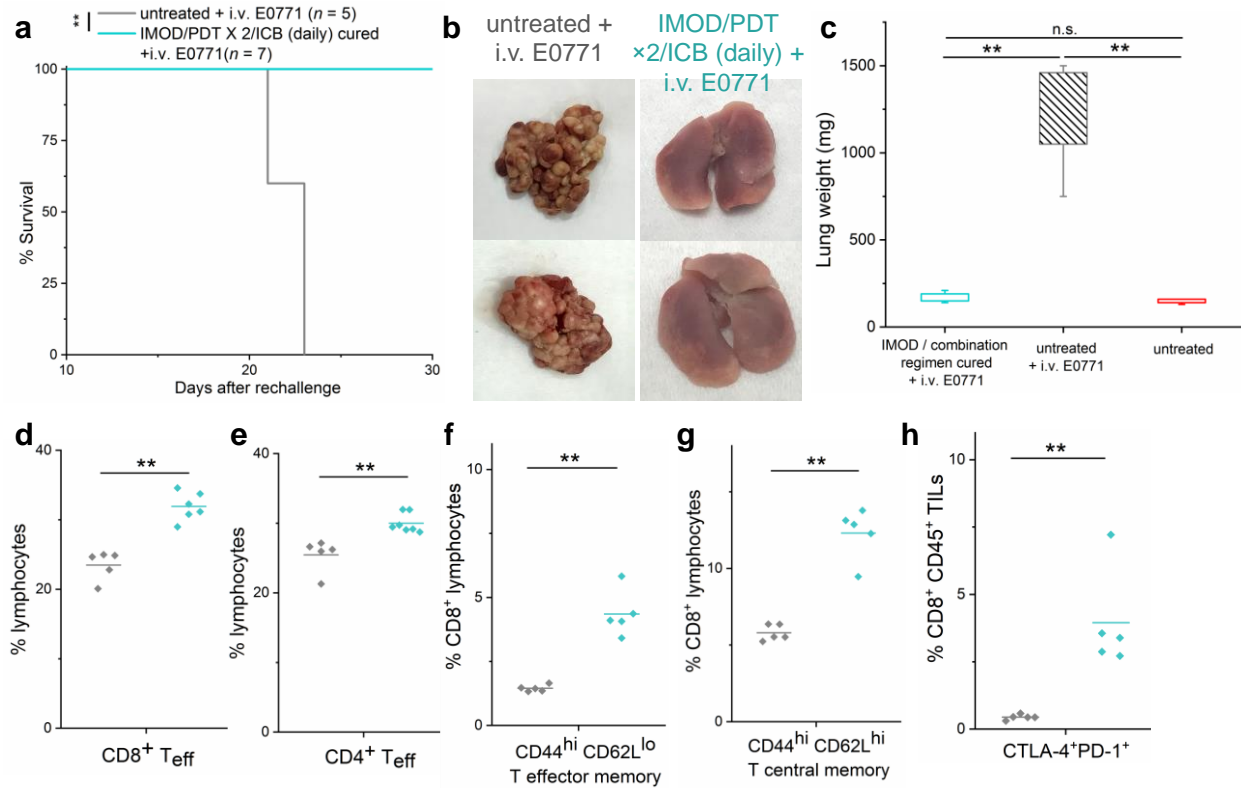 a
**
untreated + i.v. E0771 (n = 5)
IMOD/PDT X 2/ICB (daily) cured
+i.v. E0771(n = 7)
100
75
50
25
0
% Survival
10
20
30
Days after rechallenge
b
untreated +
i.v. E0771
IMOD/PDT
×2/ICB (daily) +
i.v. E0771
c
n.s.
**
**
1500
1000
500
0
Lung weight (mg)
IMOD / combination
regimen cured
+ i.v. E0771
untreated
+ i.v. E0771
untreated
d
40
20
0
% lymphocytes
**
CD8+ Teff
e
40
20
0
% lymphocytes
**
CD4+ Teff
f
10
5
0
% CD8+ lymphocytes
**
CD44hi CD62Llo
T effector memory
g
10
0
% CD8+ lymphocytes
**
CD44hi CD62Lhi
T central memory
h
10
5
0
% CD8+ CD45+ TILs
**
CTLA-4+PD-1+